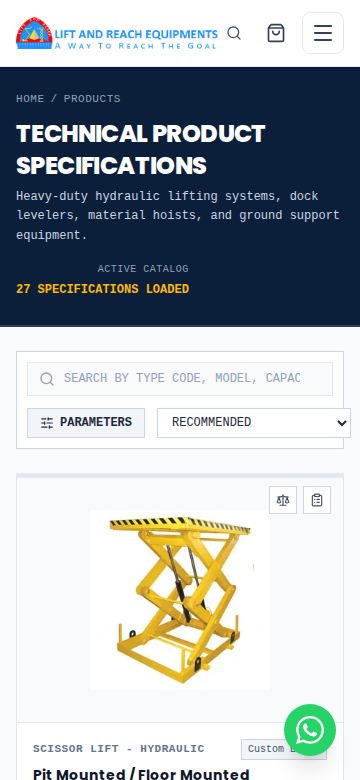 LIFT AND REACH EQUIPMENTS
A WAY TO REACH THE GOAL
HOME / PRODUCTS
TECHNICAL PRODUCT
SPECIFICATIONS
Heavy-duty hydraulic lifting systems, dock
levelers, material hoists, and ground support
equipment.
ACTIVE CATALOG
27 SPECIFICATIONS LOADED
SEARCH BY TYPE CODE, MODEL, CAPAC
PARAMETERS
RECOMMENDED
SCISSOR LIFT - HYDRAULIC
Custom
Pit Mounted / Floor Mounted